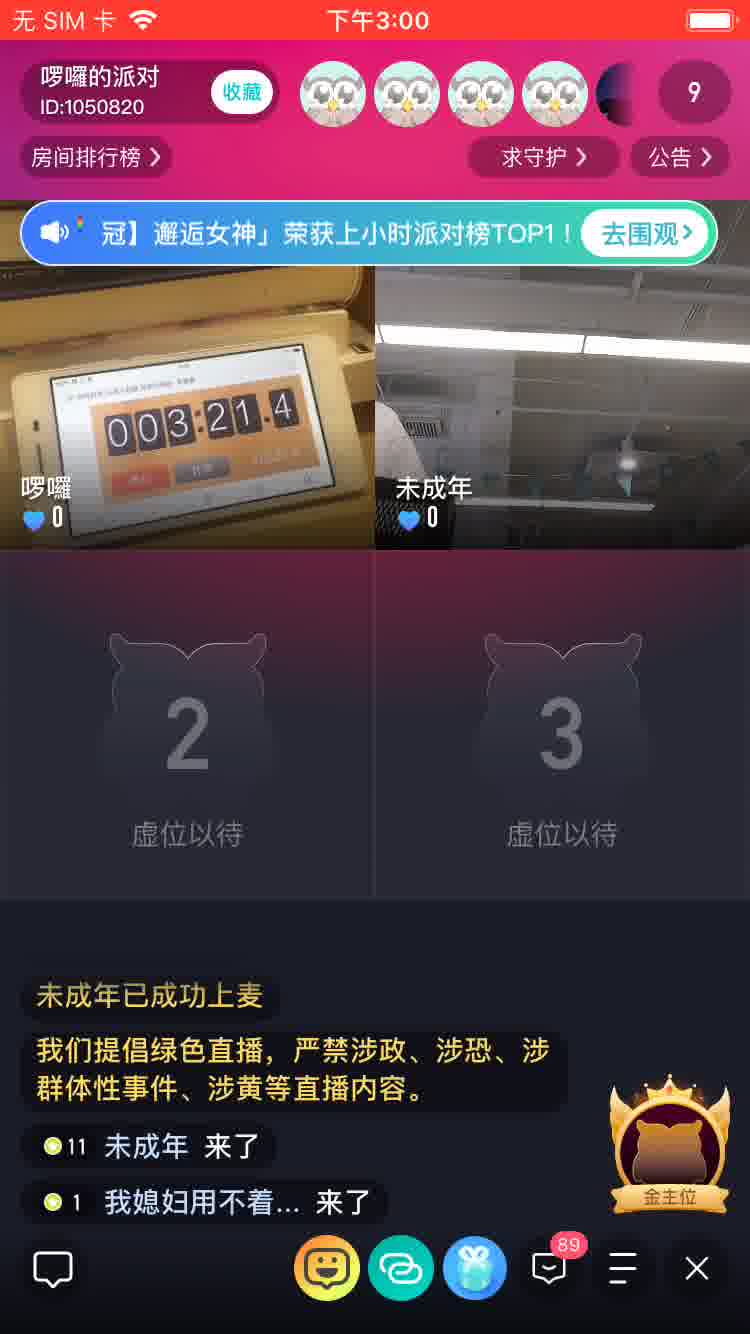 无 SIM 卡
下午3:00
啰囉的派对
ID:1050820
收藏
9
房间排行榜
求守护
公告
冠】邂逅女神」荣获上小时派对榜TOP1！
去围观
003:21.4
啰囉
0
未成年
0
2
3
虚位以待
虚位以待
未成年已成功上麦
我们提倡绿色直播，严禁涉政、涉恐、涉
群体性事件、涉黄等直播内容。
11 未成年 来了
1 我媳妇用不着... 来了
金主位
89